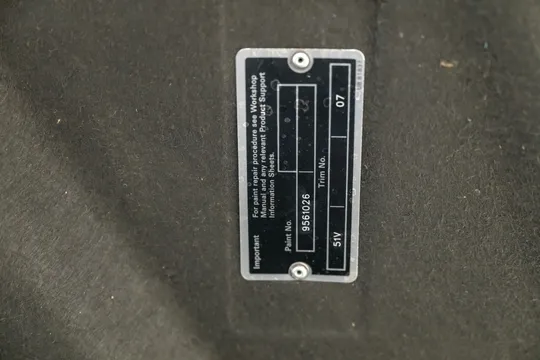 Important
For paint repair procedure see Workshop
Manual and any relevant Product Support
Information Sheets.
Paint No.
9561026
Trim No.
51V 07